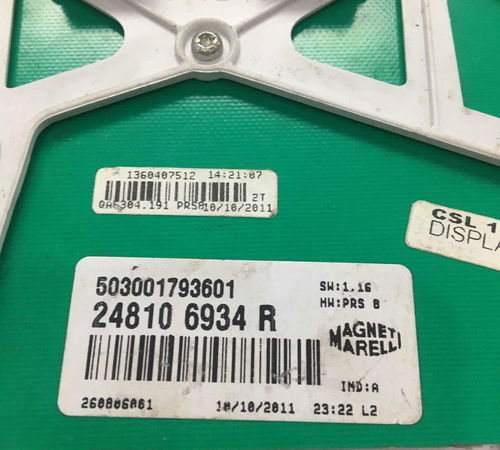 1360407512 14:21:07
2T
10/10/2011
CSL 1
DISPLA
503001793601
24810 6934 R
SW:1.16
HW:PRS B
MAGNETI
MARELLI
IND:A
260806001 10/10/2011 23:22 L2